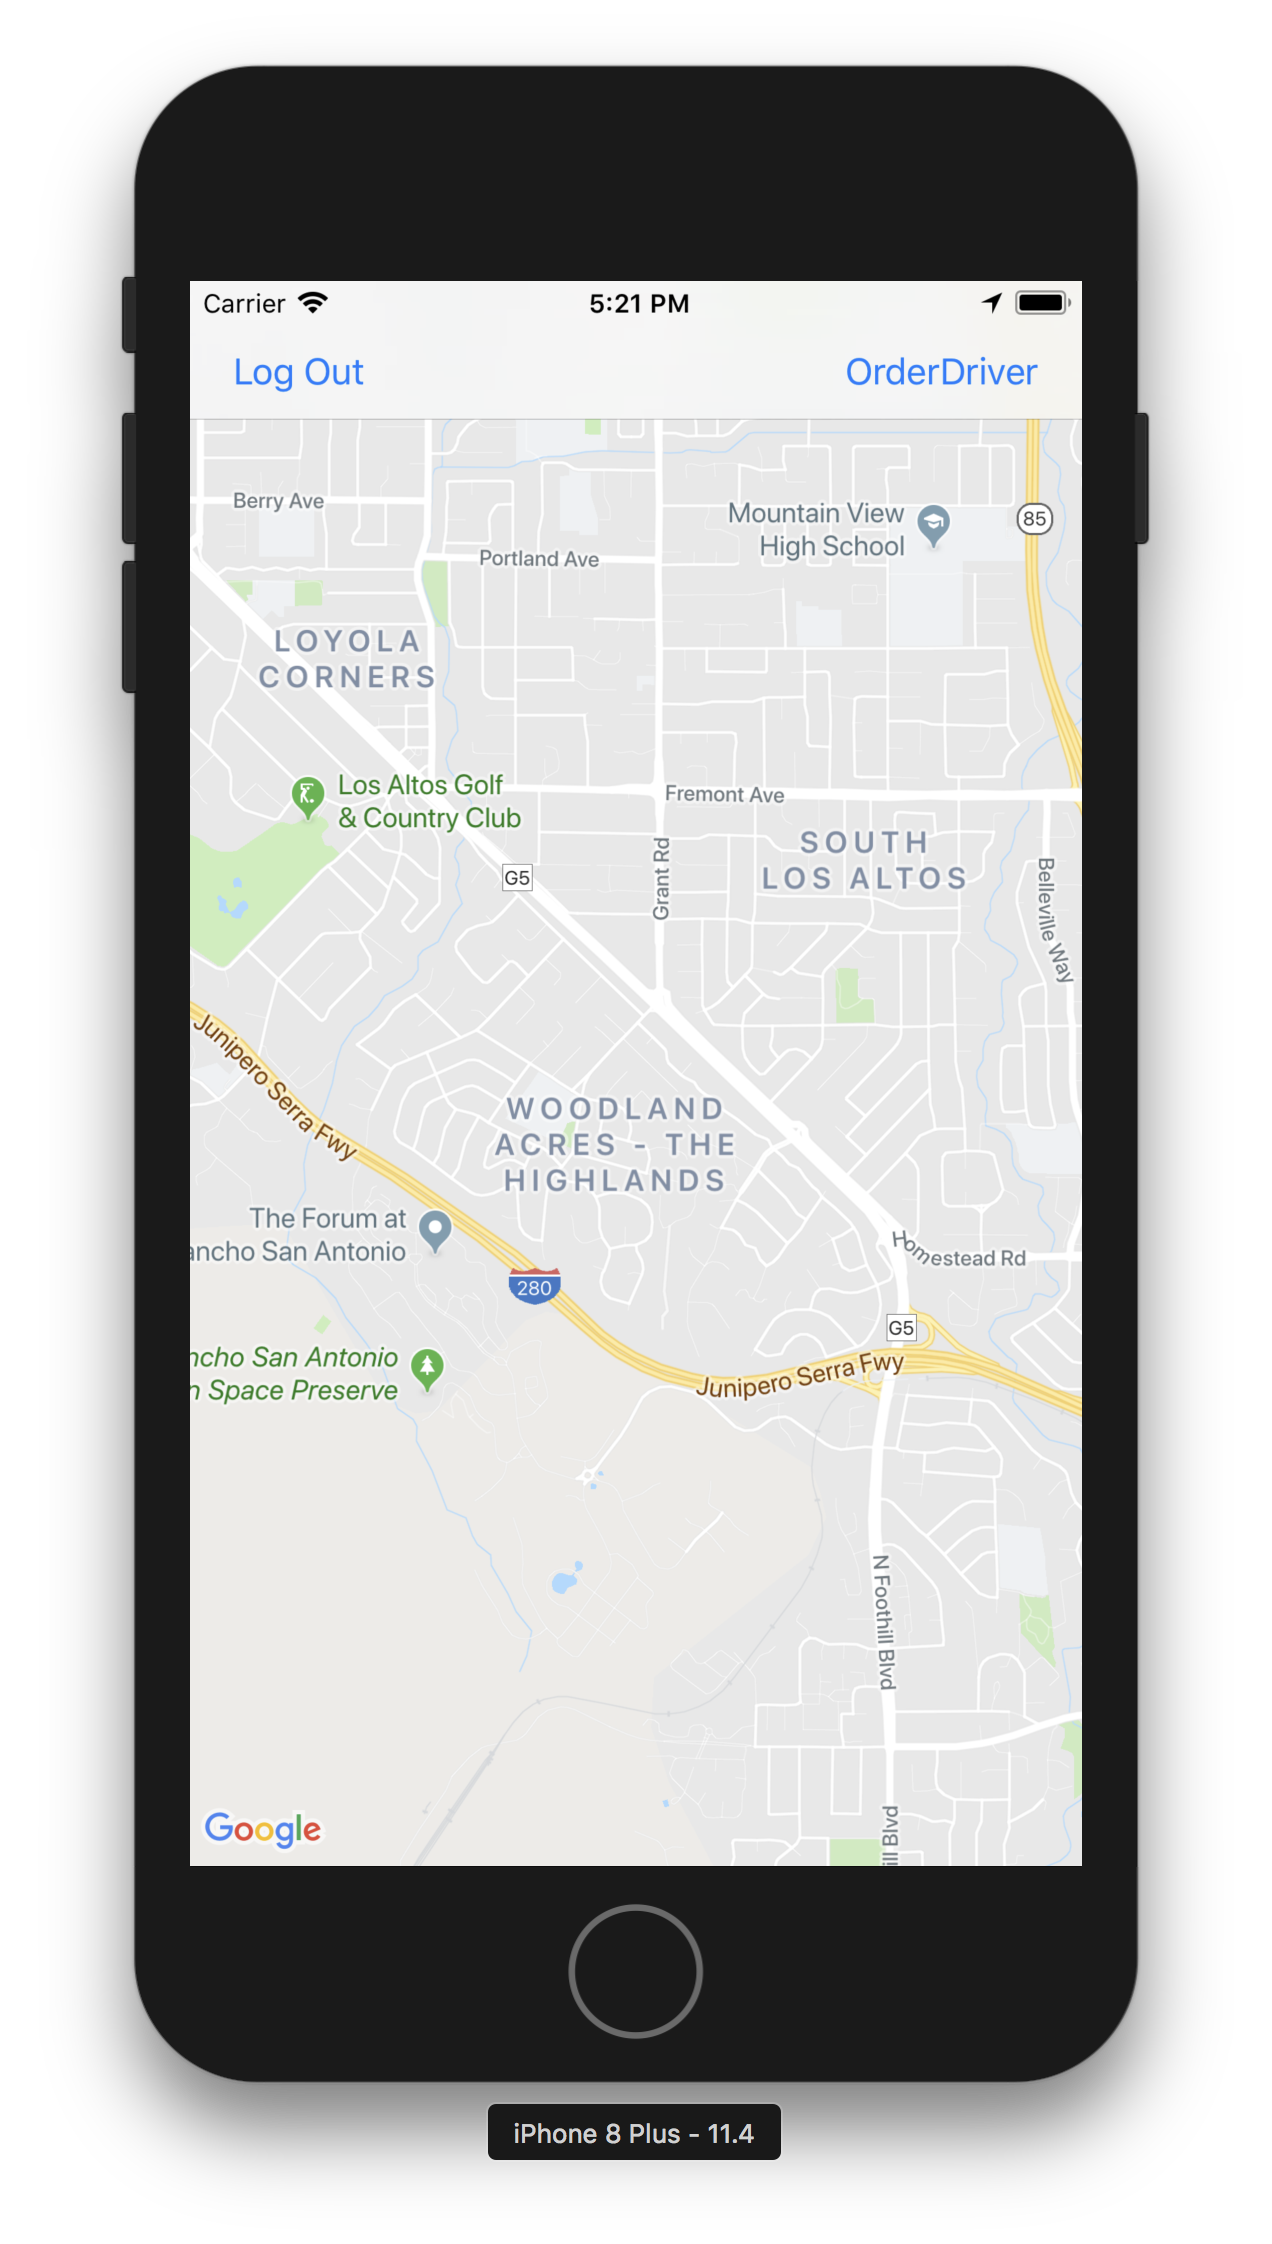 Carrier
5:21 PM
Log Out
OrderDriver
Berry Ave
Mountain View
High School
85
Portland Ave
LOYOLA
CORNERS
Los Altos Golf
& Country Club
Fremont Ave
SOUTH
LOS ALTOS
G5
Grant Rd
Belleville Way
Junipero Serra Fwy
WOODLAND
ACRES - THE
HIGHLANDS
The Forum at
ancho San Antonio
Homestead Rd
280
G5
ncho San Antonio
n Space Preserve
Junipero Serra Fwy
N Foothill Blvd
ill Blvd
Google
iPhone 8 Plus - 11.4